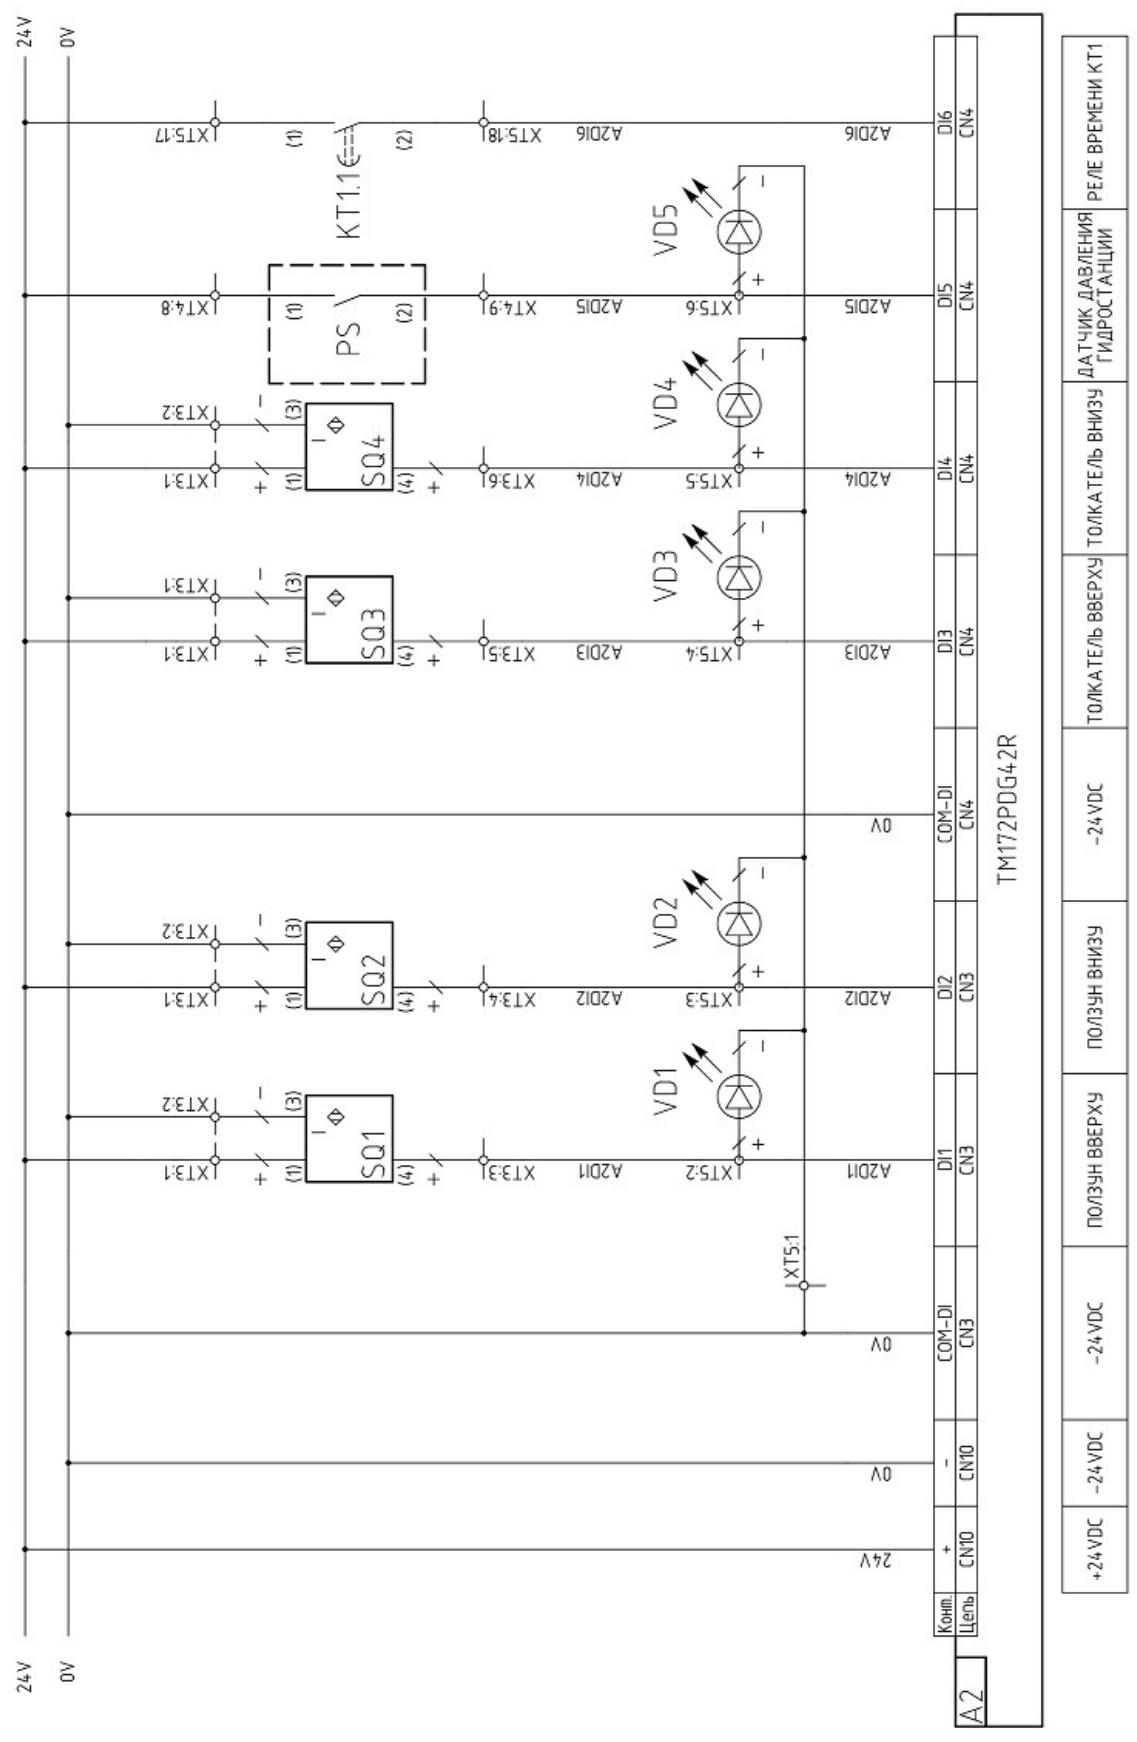 24V
24V
0V
0V
XT3:1
XT3:2
XT3:1
XT3:2
XT3:1
XT3:1
XT3:1
XT3:2
XT4:8
XT5:17
+
−
+
−
+
−
+
−
(1)
(3)
(1)
(3)
(1)
(3)
(1)
(3)
(1)
(1)
I
I
I
I
SQ1
SQ2
SQ3
SQ4
PS
KT1.1
(4)
(4)
(4)
(4)
(2)
(2)
+
+
+
+
XT3:3
XT3:4
XT3:5
XT3:6
XT4:9
XT5:18
A2DI1
A2DI2
A2DI3
A2DI4
A2DI5
A2DI6
VD1
VD2
VD3
VD4
VD5
XT5:2
XT5:3
XT5:4
XT5:5
XT5:6
+
−
+
−
+
−
+
−
+
−
XT5:1
24V
0V
0V
A2DI1
A2DI2
0V
A2DI3
A2DI4
A2DI5
A2DI6
Конт. + - COM-DI DI1 DI2 COM-DI DI3 DI4 DI5 DI6
Цепь CN10 CN10 CN3 CN3 CN3 CN4 CN4 CN4 CN4 CN4
A2
TM172PDG42R
+24VDC
-24VDC
-24VDC
ПОЛЗУН ВВЕРХУ
ПОЛЗУН ВНИЗУ
-24VDC
ТОЛКАТЕЛЬ ВВЕРХУ
ТОЛКАТЕЛЬ ВНИЗУ
ДАТЧИК ДАВЛЕНИЯ
ГИДРОСТАНЦИИ
РЕЛЕ ВРЕМЕНИ КТ1